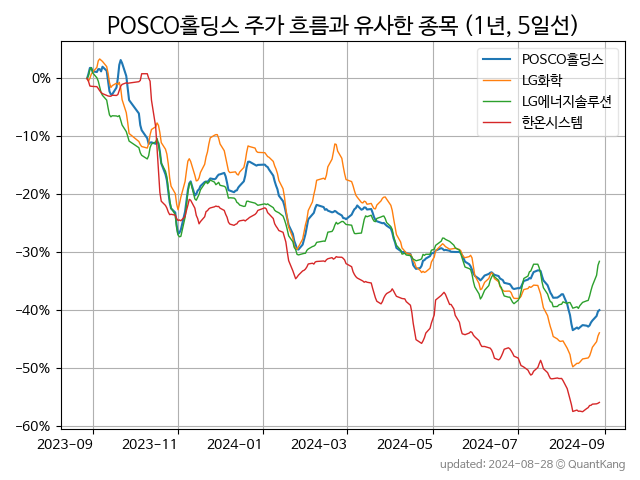 POSCO홀딩스 주가 흐름과 유사한 종목 (1년, 5일선)
POSCO홀딩스
LG화학
LG에너지솔루션
한온시스템
0%
−10%
−20%
−30%
−40%
−50%
−60%
2023-09 2023-11 2024-01 2024-03 2024-05 2024-07 2024-09
updated: 2024-08-28 © QuantKang